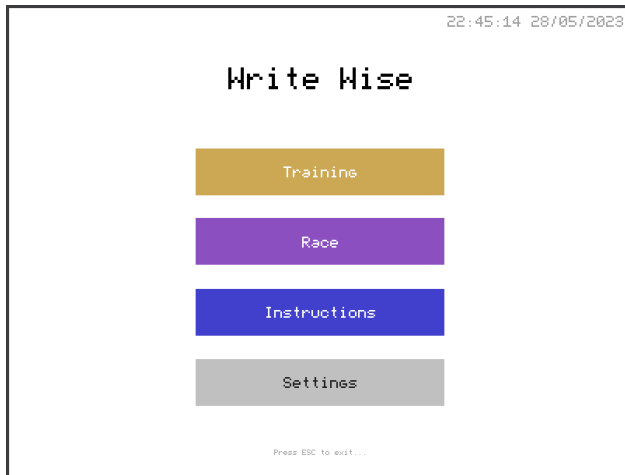 22:45:14 28/05/2023
Write Wise
Training
Race
Instructions
Settings
Press ESC to exit...